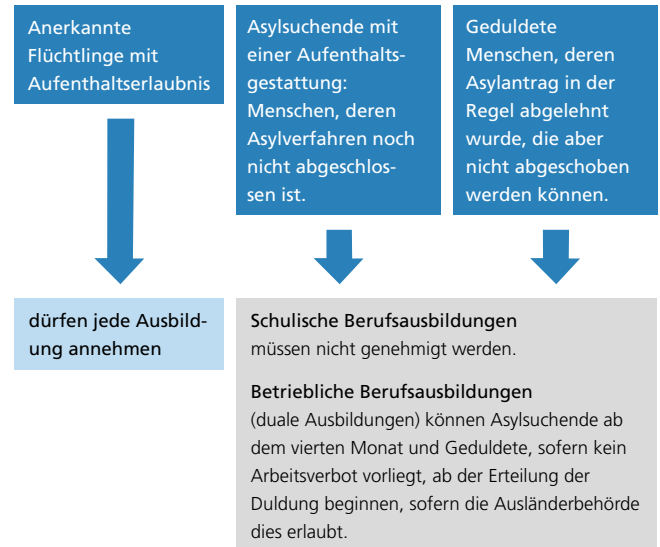 Anerkannte
Flüchtlinge mit
Aufenthaltserlaubnis
Asylsuchende mit
einer Aufenthalts-
gestattung:
Menschen, deren
Asylverfahren noch
nicht abgeschlos-
sen ist.
Geduldete
Menschen, deren
Asylantrag in der
Regel abgelehnt
wurde, die aber
nicht abgeschoben
werden können.
dürfen jede Ausbild-
ung annehmen
Schulische Berufsausbildungen
müssen nicht genehmigt werden.
Betriebliche Berufsausbildungen
(duale Ausbildungen) können Asylsuchende ab
dem vierten Monat und Geduldete, sofern kein
Arbeitsverbot vorliegt, ab der Erteilung der
Duldung beginnen, sofern die Ausländerbehörde
dies erlaubt.